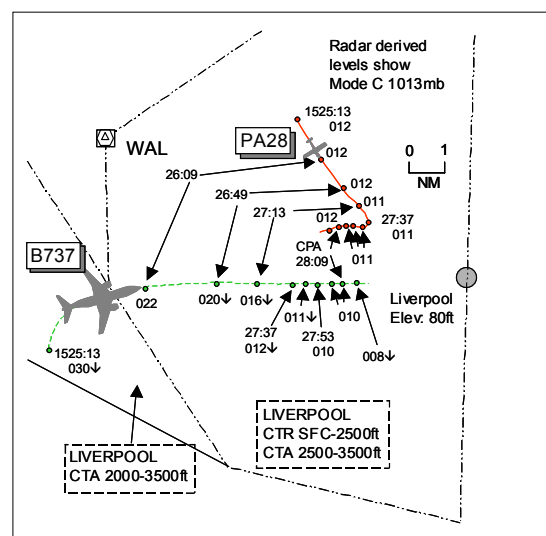 Radar derived
levels show
Mode C 1013mb
1525:13
012
PA28
WAL
012
0 1
NM
26:09
012
26:49
011
27:13
012
27:37
011
011
B737
CPA
28:09
022
020↓
016↓
011↓
010
Liverpool
Elev: 80ft
27:37
012↓
27:53
010
008↓
1525:13
030↓
LIVERPOOL
CTR SFC-2500ft
CTA 2500-3500ft
LIVERPOOL
CTA 2000-3500ft